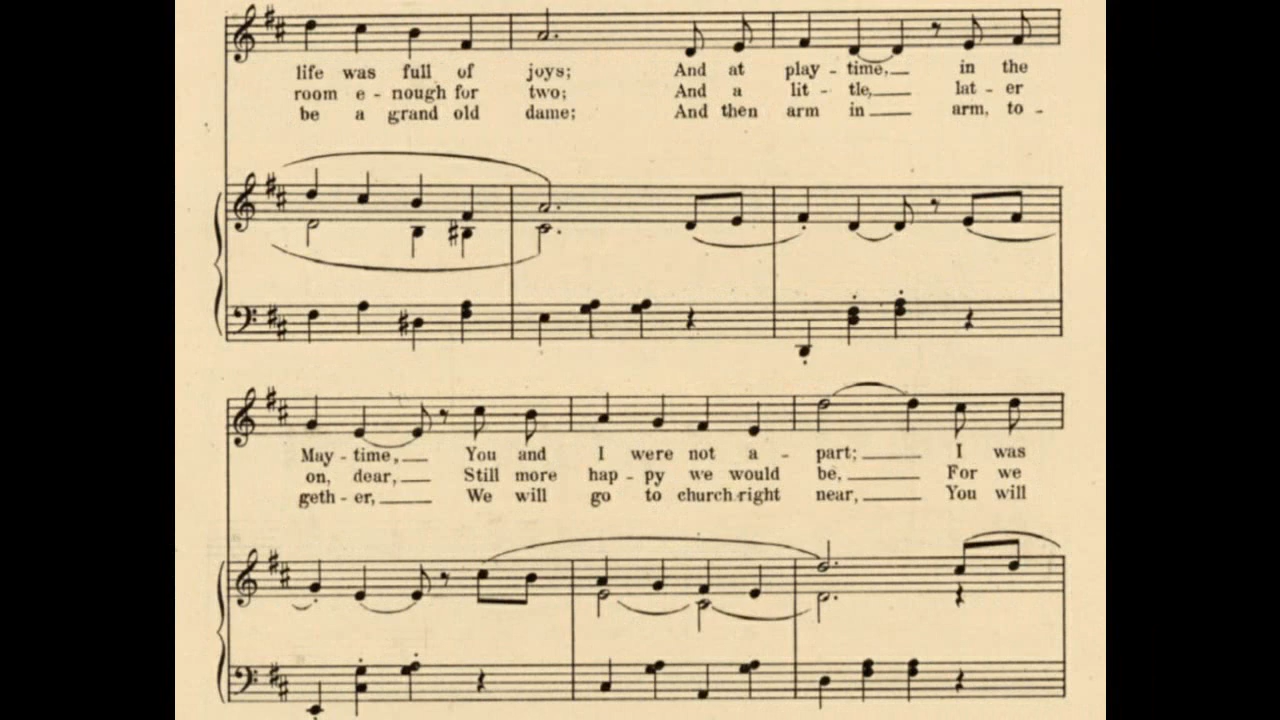 life was full of joys; And at play - time, in the
room e - nough for two; And a lit - tle, lat - er
be a grand old dame; And then arm in arm, to -
May - time, You and I were not a - part; I was
on, dear, Still more hap - py we would be, For we
geth - er, We will go to church right near, You will